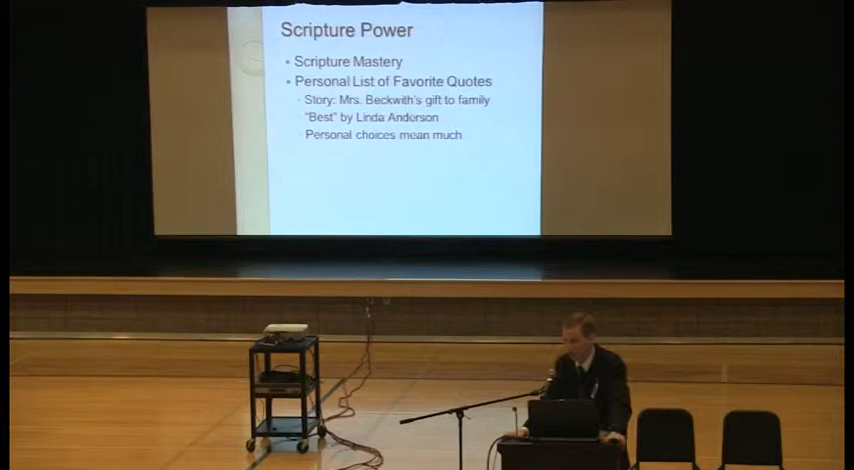 Scripture Power
• Scripture Mastery
• Personal List of Favorite Quotes
Story: Mrs. Beckwith's gift to family
"Best" by Linda Anderson
Personal choices mean much